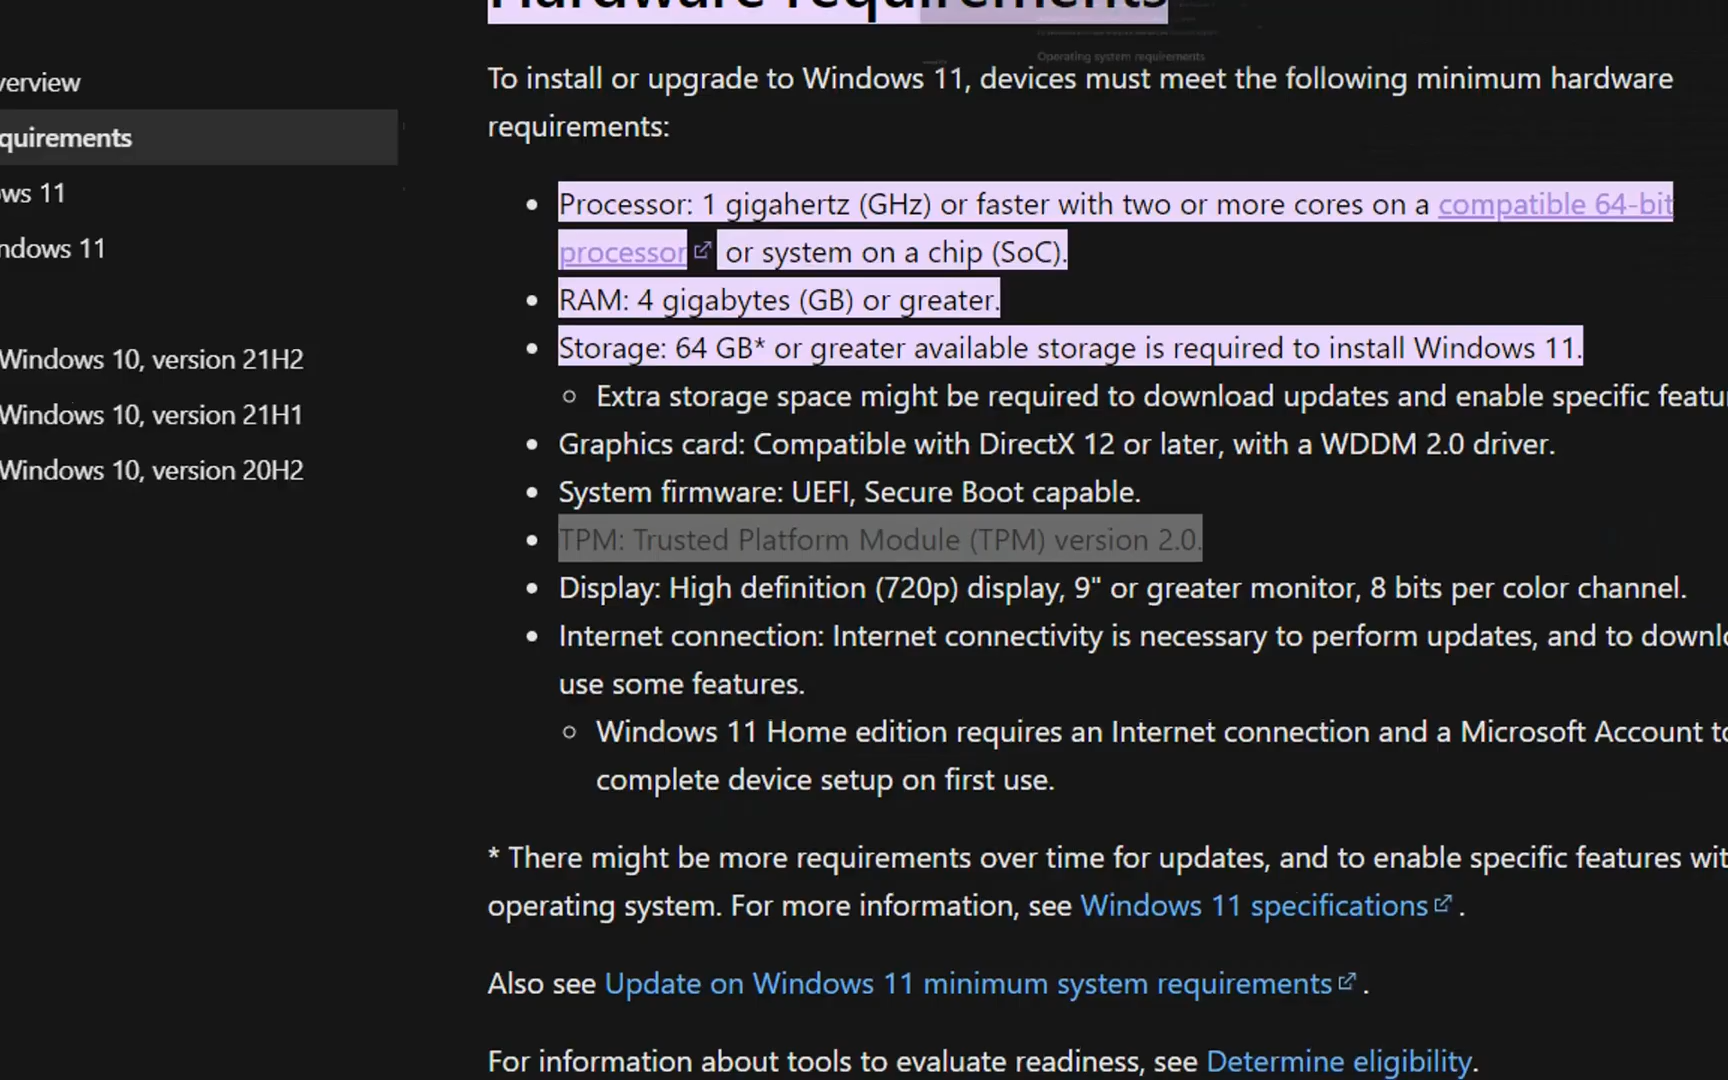 Hardware requirements
Operating system requirements
verview
To install or upgrade to Windows 11, devices must meet the following minimum hardware
requirements:
quirements
ows 11
ndows 11
Windows 10, version 21H2
Windows 10, version 21H1
Windows 10, version 20H2
• Processor: 1 gigahertz (GHz) or faster with two or more cores on a compatible 64-bit
processor or system on a chip (SoC).
• RAM: 4 gigabytes (GB) or greater.
• Storage: 64 GB* or greater available storage is required to install Windows 11.
○ Extra storage space might be required to download updates and enable specific featu
• Graphics card: Compatible with DirectX 12 or later, with a WDDM 2.0 driver.
• System firmware: UEFI, Secure Boot capable.
• TPM: Trusted Platform Module (TPM) version 2.0.
• Display: High definition (720p) display, 9" or greater monitor, 8 bits per color channel.
• Internet connection: Internet connectivity is necessary to perform updates, and to downlo
use some features.
○ Windows 11 Home edition requires an Internet connection and a Microsoft Account to
complete device setup on first use.
* There might be more requirements over time for updates, and to enable specific features wit
operating system. For more information, see Windows 11 specifications .
Also see Update on Windows 11 minimum system requirements .
For information about tools to evaluate readiness, see Determine eligibility.